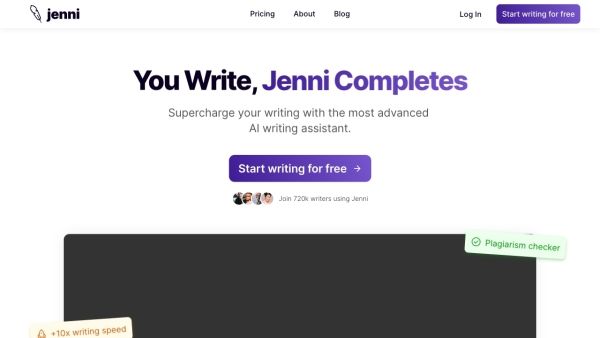 jenni
Pricing About Blog
Log In
Start writing for free
You Write, Jenni Completes
Supercharge your writing with the most advanced
AI writing assistant.
Start writing for free →
Join 720k writers using Jenni
Plagiarism checker
+10x writing speed